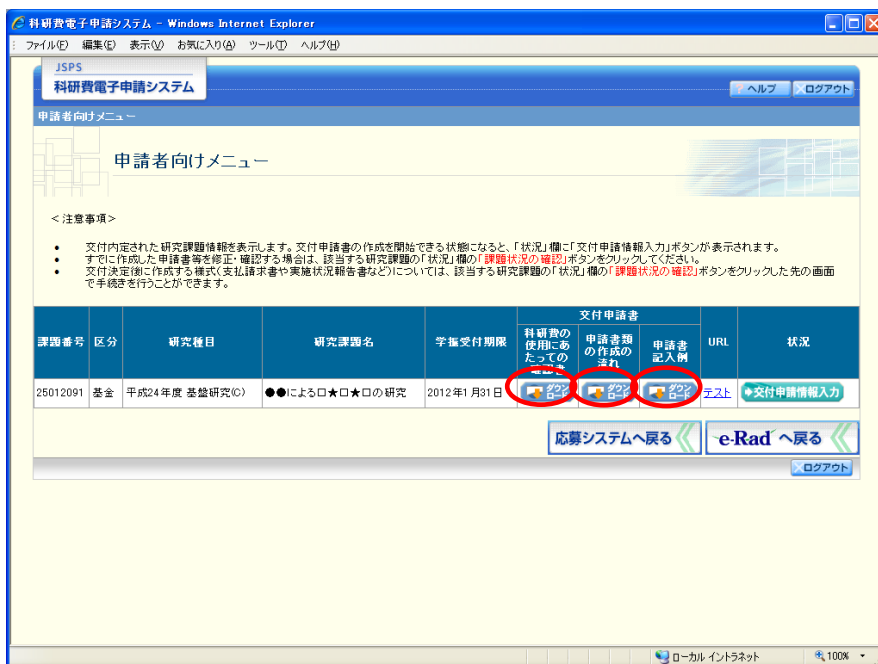 科研費電子申請システム - Windows Internet Explorer
ファイル(F) 編集(E) 表示(V) お気に入り(A) ツール(T) ヘルプ(H)
JSPS
科研費電子申請システム
ヘルプ
ログアウト
申請者向けメニュー
申請者向けメニュー
<注意事項>
• 交付内定された研究課題情報を表示します。交付申請書の作成を開始できる状態になると、「状況」欄に「交付申請情報入力」ボタンが表示されます。
• すでに作成した申請書等を修正・確認する場合は、該当する研究課題の「状況」欄の「課題状況の確認」ボタンをクリックしてください。
• 交付決定後に作成する様式(支払請求書や実施状況報告書など)については、該当する研究課題の「状況」欄の「課題状況の確認」ボタンをクリックした先の画面
で手続きを行うことができます。
交付申請書
課題番号 区分 研究種目 研究課題名 学振受付期限
科研費の
使用にあ
たっての
確認書
申請書類
の作成の
流れ
申請書
記入例
URL 状況
25012091 基金 平成24年度 基盤研究(C) ●●による□★□★□の研究 2012年1月31日
ダウンロード
ダウンロード
ダウンロード
テスト
交付申請情報入力
応募システムへ戻る
e-Rad へ戻る
ログアウト
ローカル イントラネット
100%